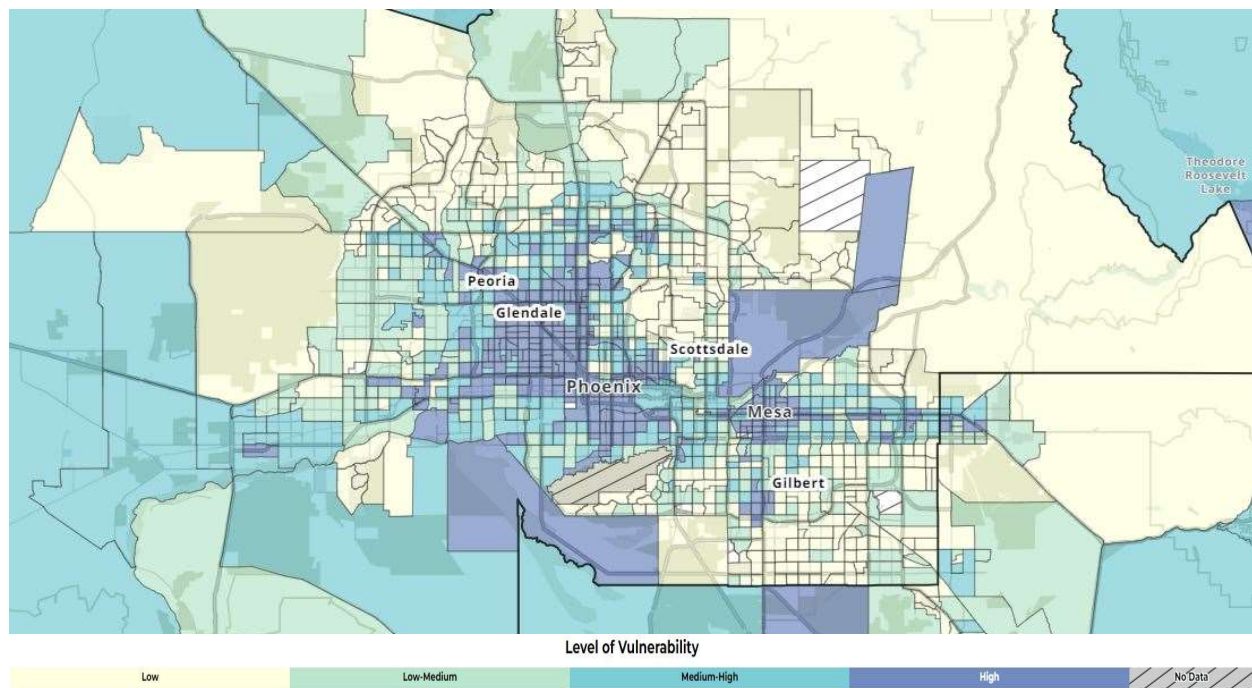 Theodore
Roosevelt
Lake
Peoria
Glendale
Scottsdale
Phoenix
Mesa
Gilbert
Level of Vulnerability
Low
Low-Medium
Medium-High
High
No Data